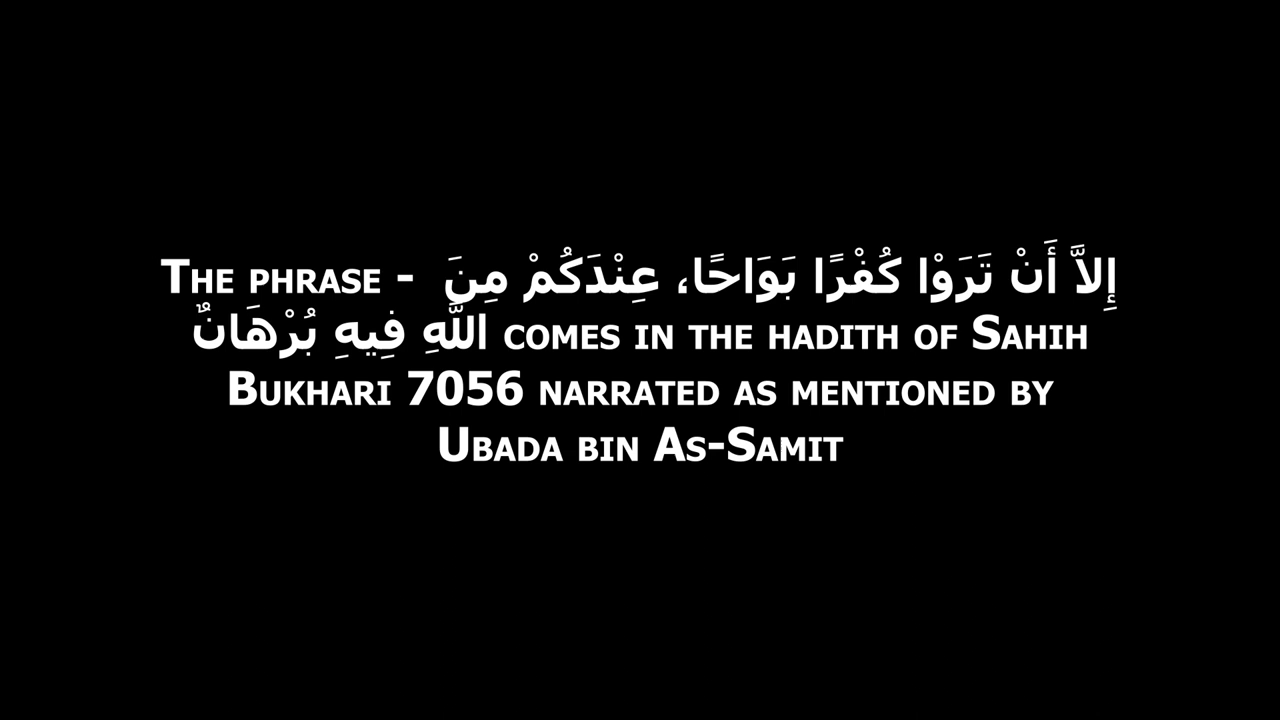 The phrase - إِلاَّ أَنْ تَرَوْا كُفْرًا بَوَاحًا، عِنْدَكُمْ مِنَ
اللَّهِ فِيهِ بُرْهَانٌ comes in the hadith of Sahih
Bukhari 7056 narrated as mentioned by
Ubada bin As-Samit